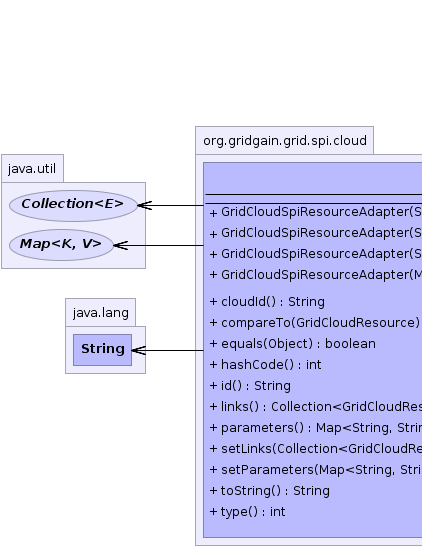 org.gridgain.grid.spi.cloud
java.util
Collection<E>
Map<K, V>
java.lang
String
+ GridCloudSpiResourceAdapter(S
+ GridCloudSpiResourceAdapter(S
+ GridCloudSpiResourceAdapter(S
+ GridCloudSpiResourceAdapter(M
+ cloudId() : String
+ compareTo(GridCloudResource)
+ equals(Object) : boolean
+ hashCode() : int
+ id() : String
+ links() : Collection<GridCloudRes
+ parameters() : Map<String, Strin
+ setLinks(Collection<GridCloudRe
+ setParameters(Map<String, Stri
+ toString() : String
+ type() : int